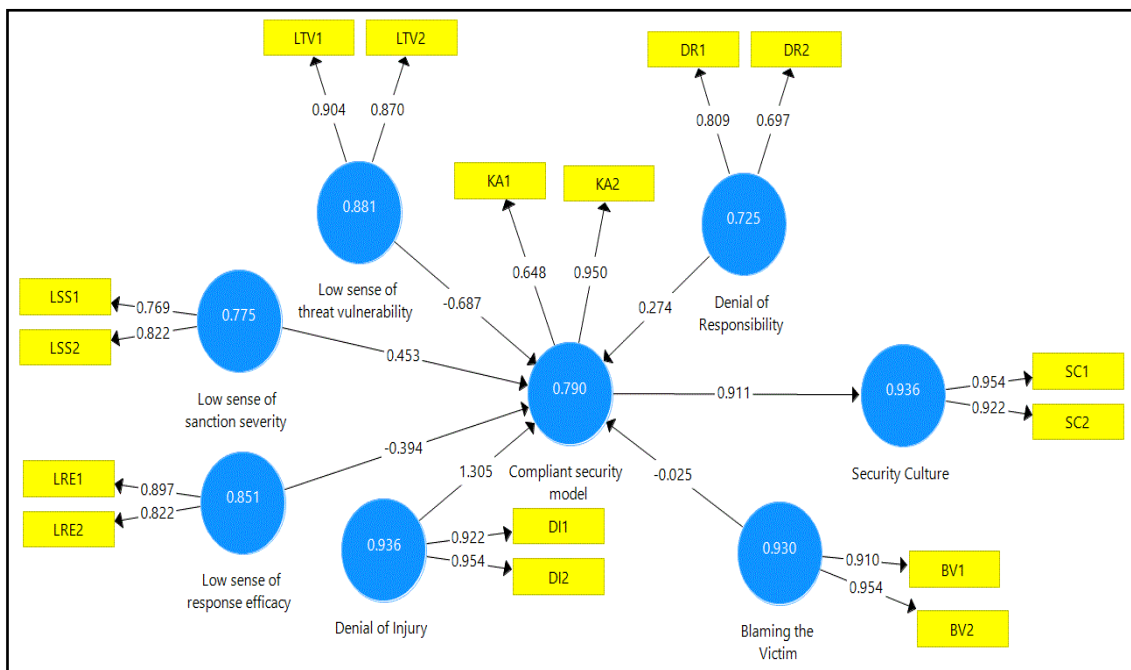 LTV1
LTV2
DR1
DR2
0.904
0.870
0.809
0.697
KA1
KA2
0.881
0.725
0.648
0.950
Low sense of
threat vulnerability
Denial of
Responsibility
-0.687
0.274
LSS1
LSS2
0.769
0.822
0.775
Low sense of
sanction severity
0.453
0.790
Compliant security
model
0.911
0.936
Security Culture
0.954
0.922
SC1
SC2
LRE1
LRE2
0.897
0.822
0.851
Low sense of
response efficacy
-0.394
1.305
-0.025
0.936
Denial of Injury
0.922
0.954
DI1
DI2
0.930
Blaming the
Victim
0.910
0.954
BV1
BV2